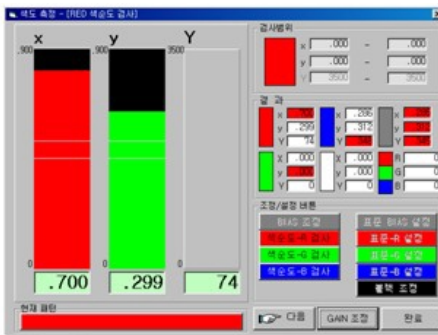 색도 측정 - [RED 색순도 검사]
x y Y
.900 .900 3500
0 0 0
.700 .299 74
현재 패턴
검사범위
x .000 - .000
y .000 - .000
Y 3500 - 3500
결 과
x .700 x .286 x
y .299 y .312 y
Y 74 Y Y
x .000 x .000 R 0
y y .000 G 0
Y 0 Y 0 B 0
조정/설정 버튼
BIAS 조정 표준 BIAS 설정
색순도-R 검사 표준-R 설정
색순도-G 검사 표준-G 설정
색순도-B 검사 표준-B 설정
블랙 조정
다음 GAIN 조정 완료